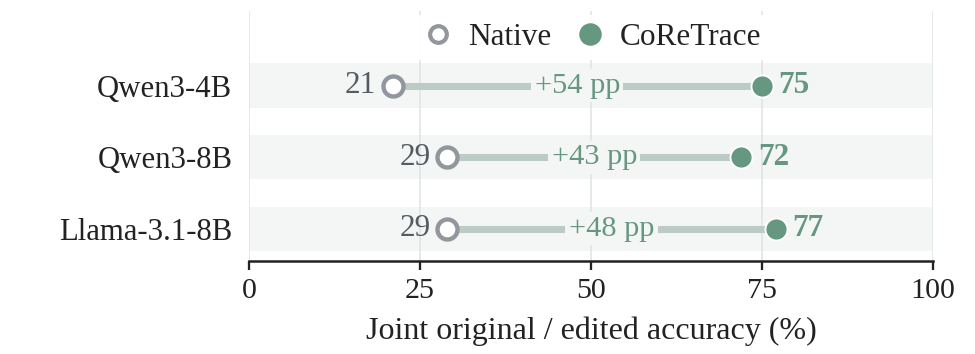 Native CoReTrace
Qwen3-4B 21 +54 pp 75
Qwen3-8B 29 +43 pp 72
Llama-3.1-8B 29 +48 pp 77
0 25 50 75 100
Joint original / edited accuracy (%)